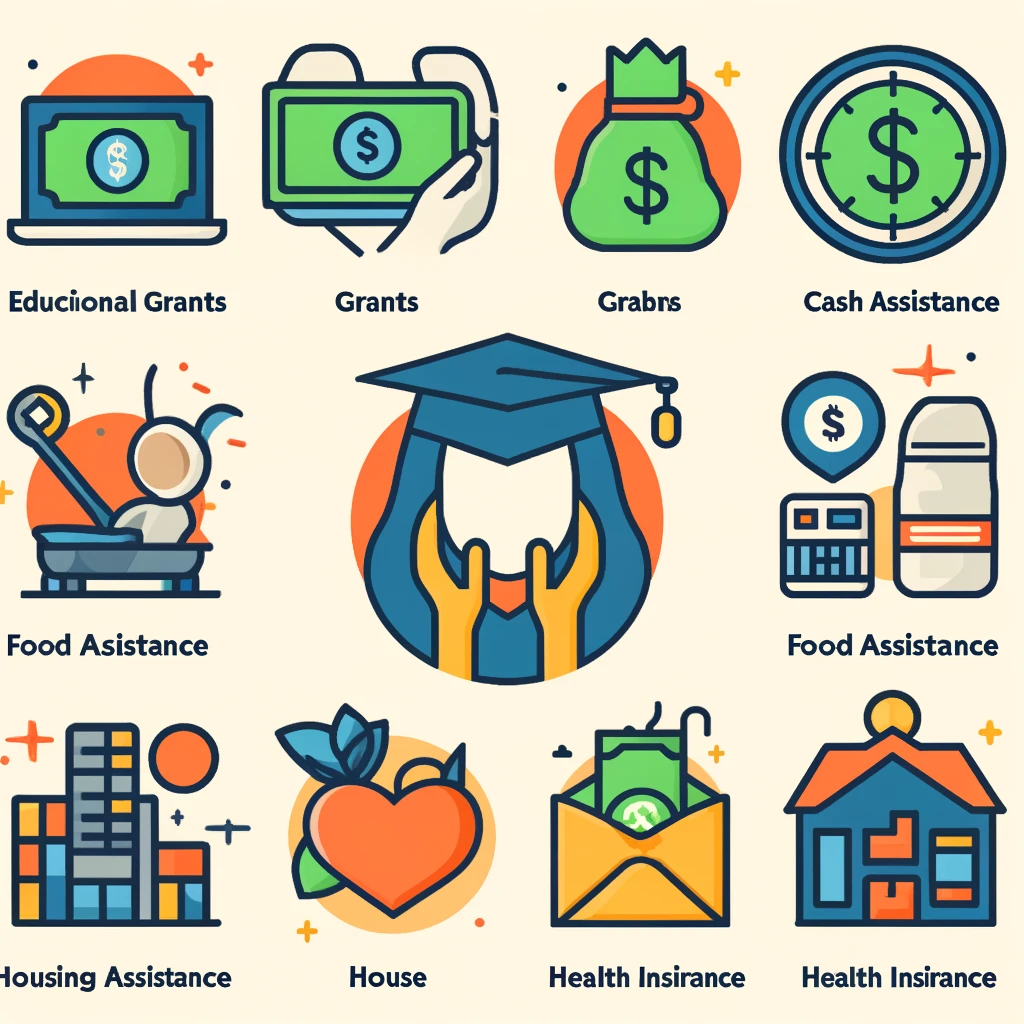 Educiional Grants
Grants
Grabns
Cash Assistance
Food Asistance
Food Assistance
Housing Assistance
House
Health Insirance
Health Insirance